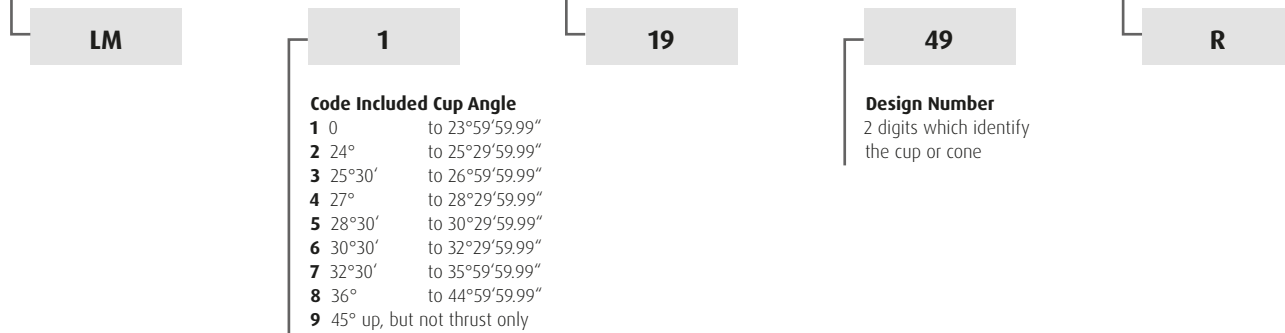 LM
1
19
49
R
Code Included Cup Angle
1 0 to 23°59‘59.99“
2 24° to 25°29‘59.99“
3 25°30‘ to 26°59‘59.99“
4 27° to 28°29‘59.99“
5 28°30‘ to 30°29‘59.99“
6 30°30‘ to 32°29‘59.99“
7 32°30‘ to 35°59‘59.99“
8 36° to 44°59‘59.99“
9 45° up, but not thrust only
Design Number
2 digits which identify
the cup or cone